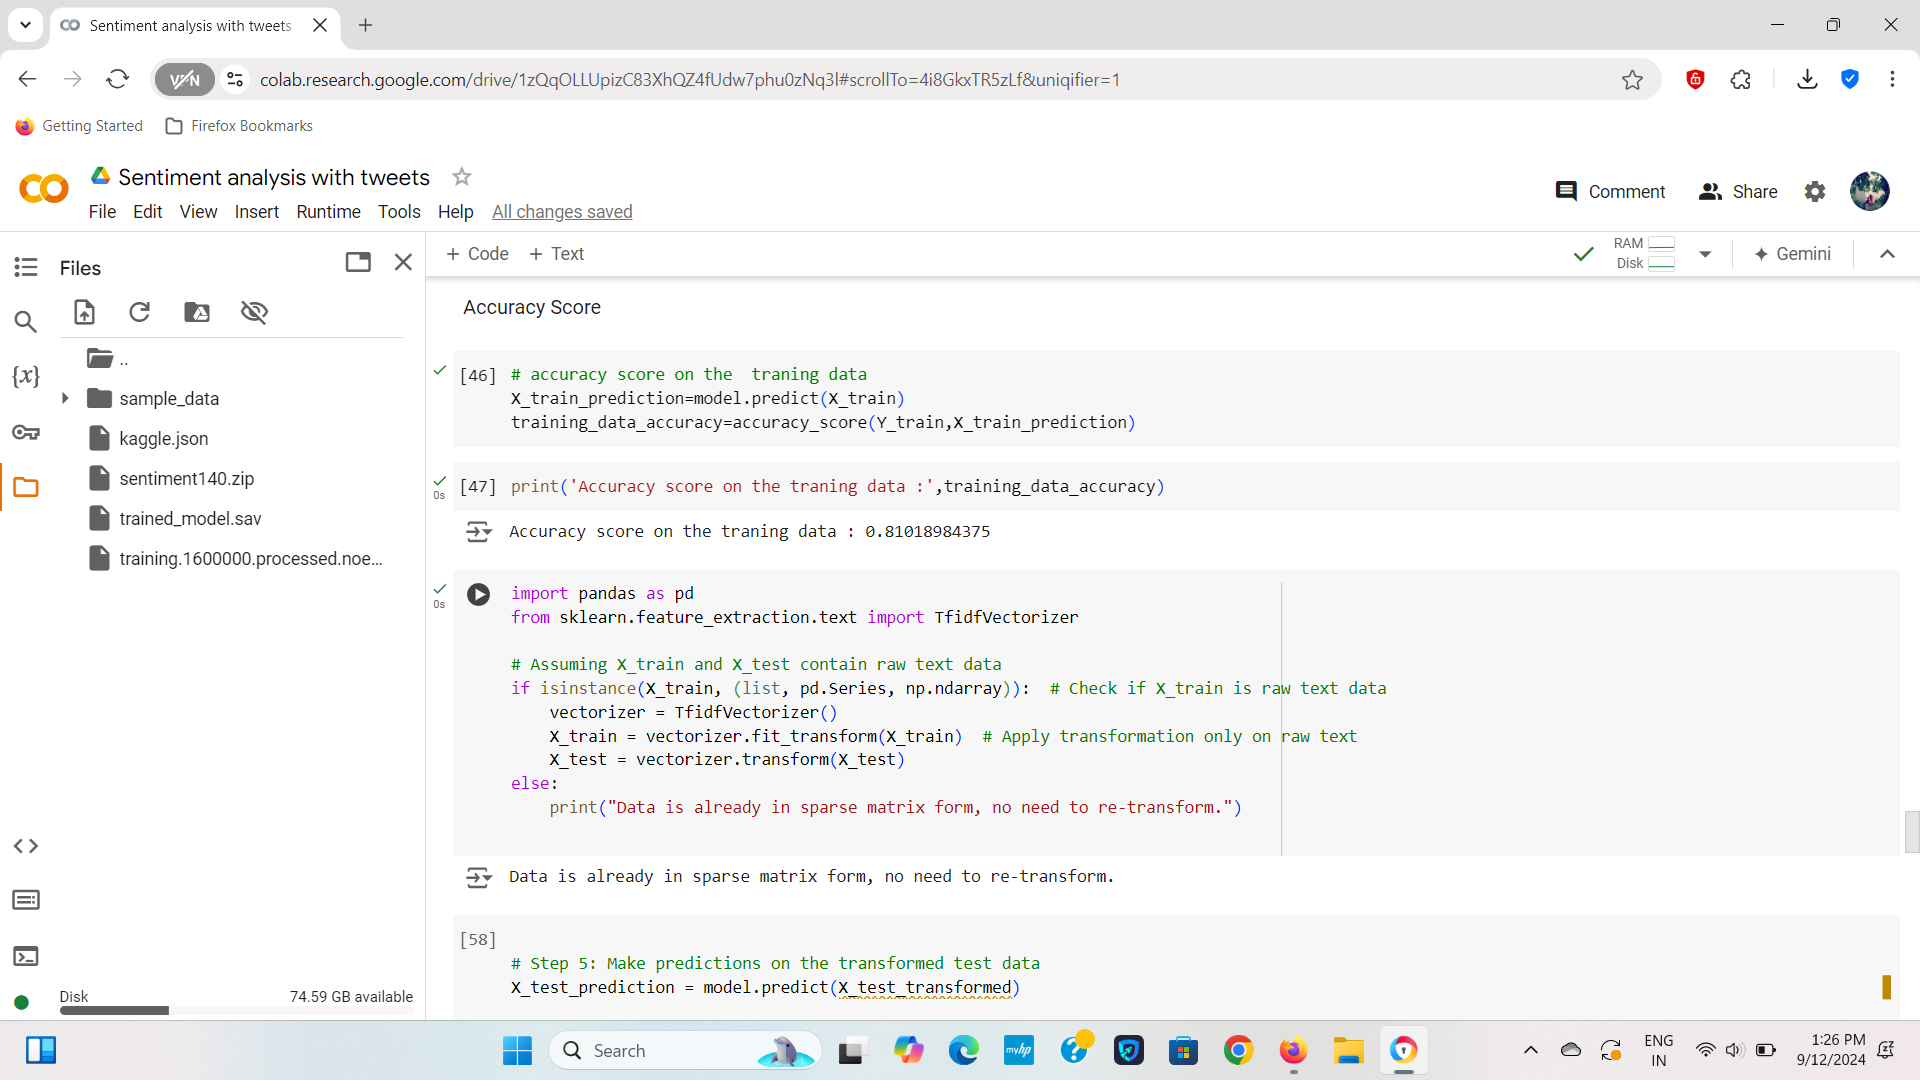 Sentiment analysis with tweets
VPN
colab.research.google.com/drive/1zQqOLLUpizC83XhQZ4fUdw7phu0zNq3l#scrollTo=4i8GkxTR5zLf&uniqifier=1
Getting Started
Firefox Bookmarks
Sentiment analysis with tweets
Comment
Share
File Edit View Insert Runtime Tools Help All changes saved
Files
+ Code + Text
RAM
Disk
Gemini
..
sample_data
kaggle.json
sentiment140.zip
trained_model.sav
training.1600000.processed.noe...
Disk
74.59 GB available
Accuracy Score
[46] # accuracy score on the  traning data
X_train_prediction=model.predict(X_train)
training_data_accuracy=accuracy_score(Y_train,X_train_prediction)
0s
[47] print('Accuracy score on the traning data :',training_data_accuracy)
Accuracy score on the traning data : 0.81018984375
0s
import pandas as pd
from sklearn.feature_extraction.text import TfidfVectorizer
# Assuming X_train and X_test contain raw text data
if isinstance(X_train, (list, pd.Series, np.ndarray)):  # Check if X_train is raw text data
    vectorizer = TfidfVectorizer()
    X_train = vectorizer.fit_transform(X_train)  # Apply transformation only on raw text
    X_test = vectorizer.transform(X_test)
else:
    print("Data is already in sparse matrix form, no need to re-transform.")
Data is already in sparse matrix form, no need to re-transform.
[58]
# Step 5: Make predictions on the transformed test data
X_test_prediction = model.predict(X_test_transformed)
Search
myhp
ENG
IN
1:26 PM
9/12/2024